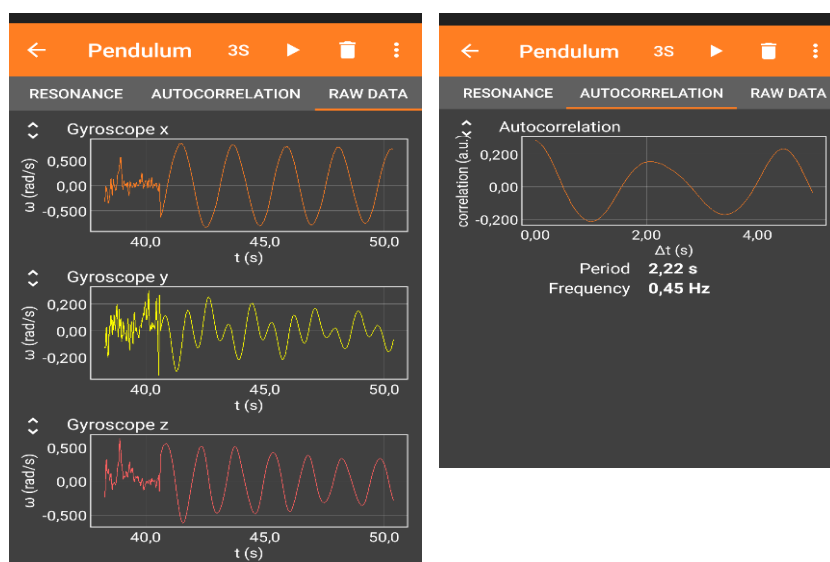 Pendulum 3S
RESONANCE AUTOCORRELATION RAW DATA
Gyroscope x
ω (rad/s)
0,500
0,00
-0,500
40,0 45,0 50,0
t (s)
Gyroscope y
ω (rad/s)
0,200
0,00
-0,200
40,0 45,0 50,0
t (s)
Gyroscope z
ω (rad/s)
0,500
0,00
-0,500
40,0 45,0 50,0
t (s)
Pendulum 3S
RESONANCE AUTOCORRELATION RAW DATA
Autocorrelation
correlation (a.u.)
0,200
0,00
-0,200
0,00 2,00 4,00
Δt (s)
Period 2,22 s
Frequency 0,45 Hz